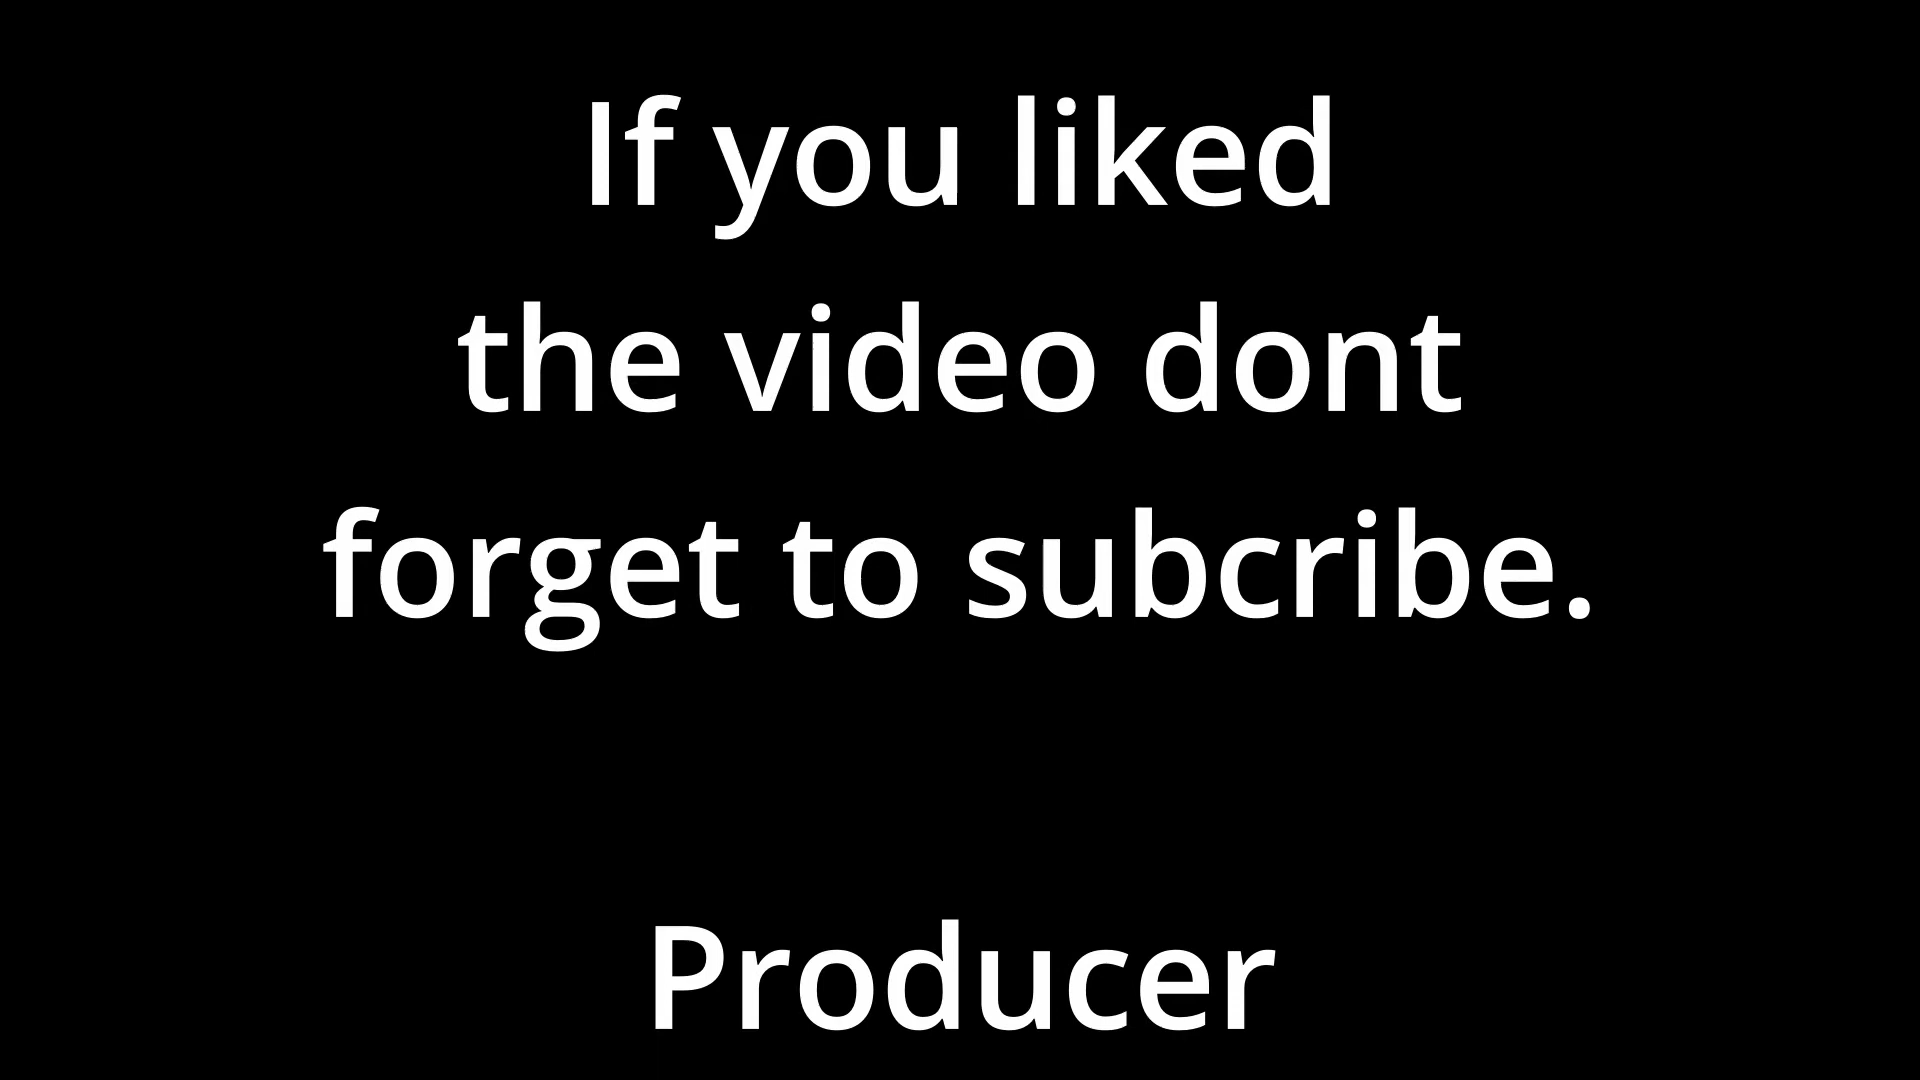 If you liked
the video dont
forget to subcribe.
Producer